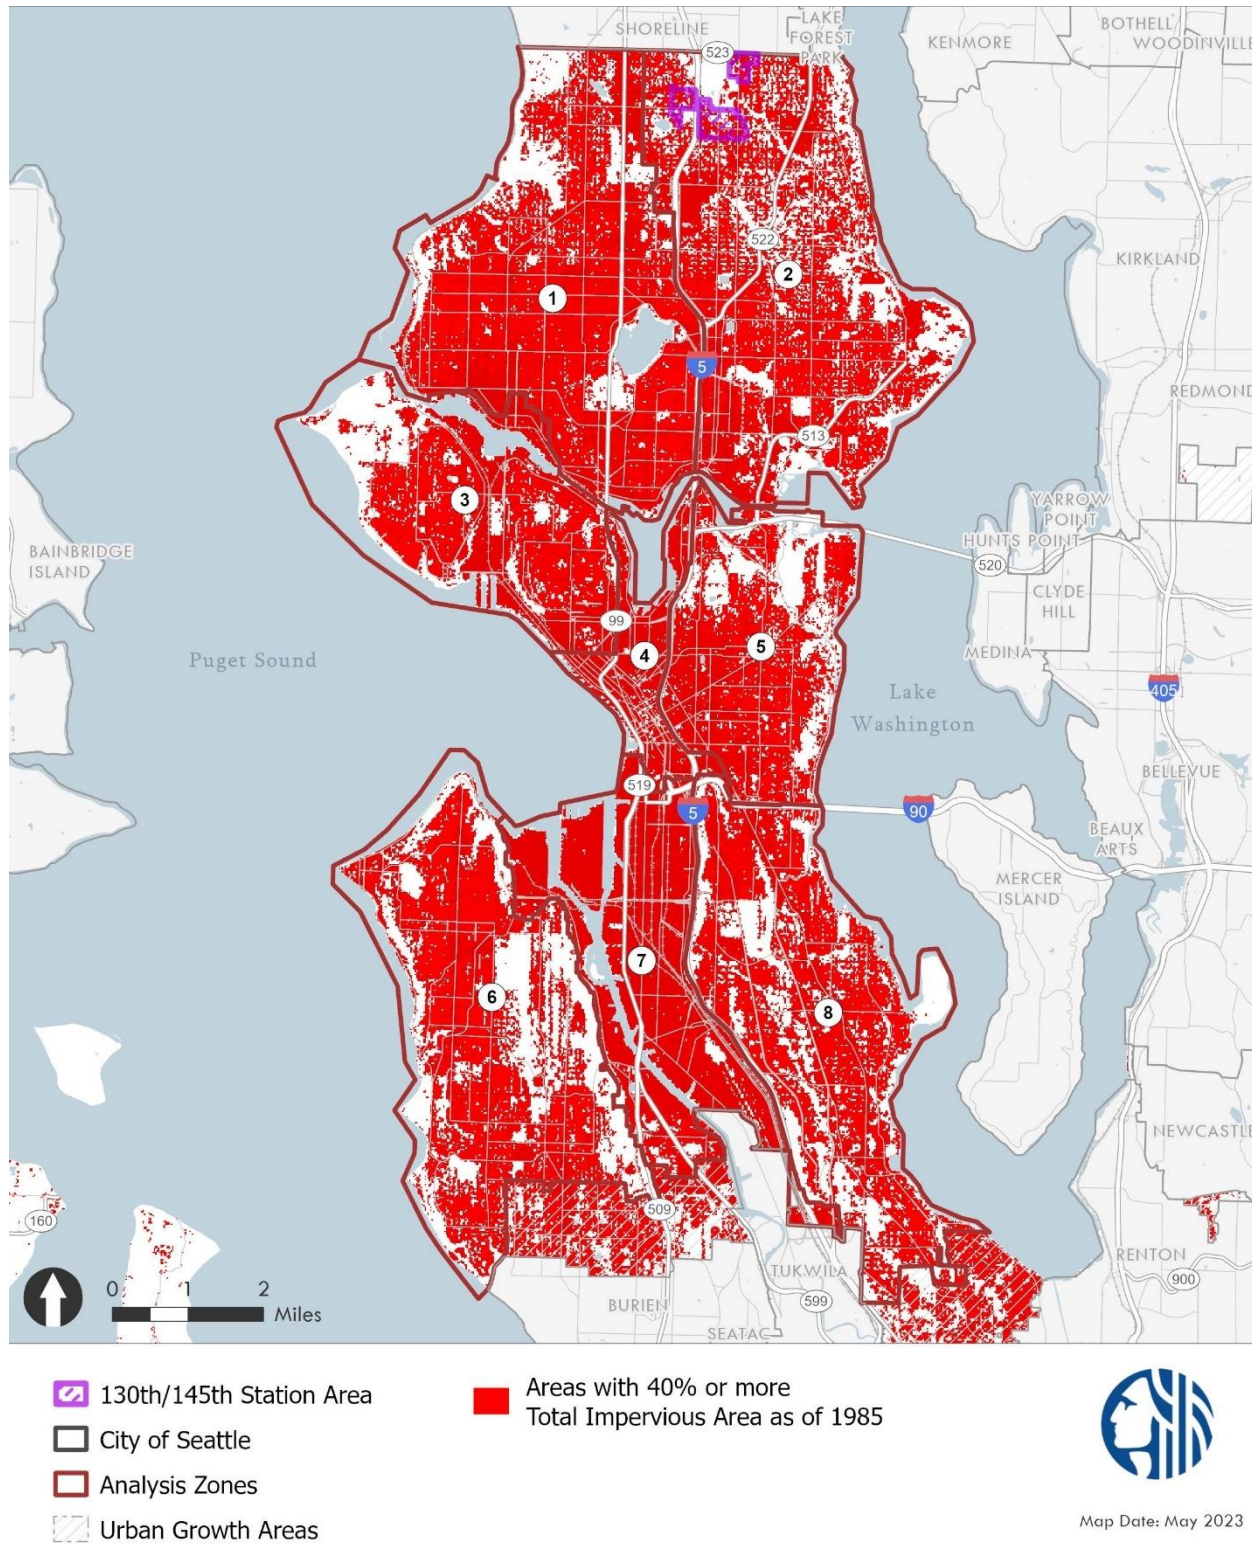 SHORELINE
LAKE
FOREST
PARK
BOTHELL
KENMORE
WOODINVILLE
523
522
2
1
KIRKLAND
5
REDMOND
513
3
YARROW
POINT
HUNTS POINT
BAINBRIDGE
ISLAND
520
CLYDE
HILL
99
4
5
MEDINA
Puget Sound
405
Lake
Washington
BELLEVUE
519
5
90
BEAUX
ARTS
MERCER
ISLAND
7
6
8
NEWCASTLE
160
509
RENTON
900
TUKWILA
599
BURIEN
SEATAC
0 1 2
Miles
130th/145th Station Area
City of Seattle
Analysis Zones
Urban Growth Areas
Areas with 40% or more
Total Impervious Area as of 1985
Map Date: May 2023